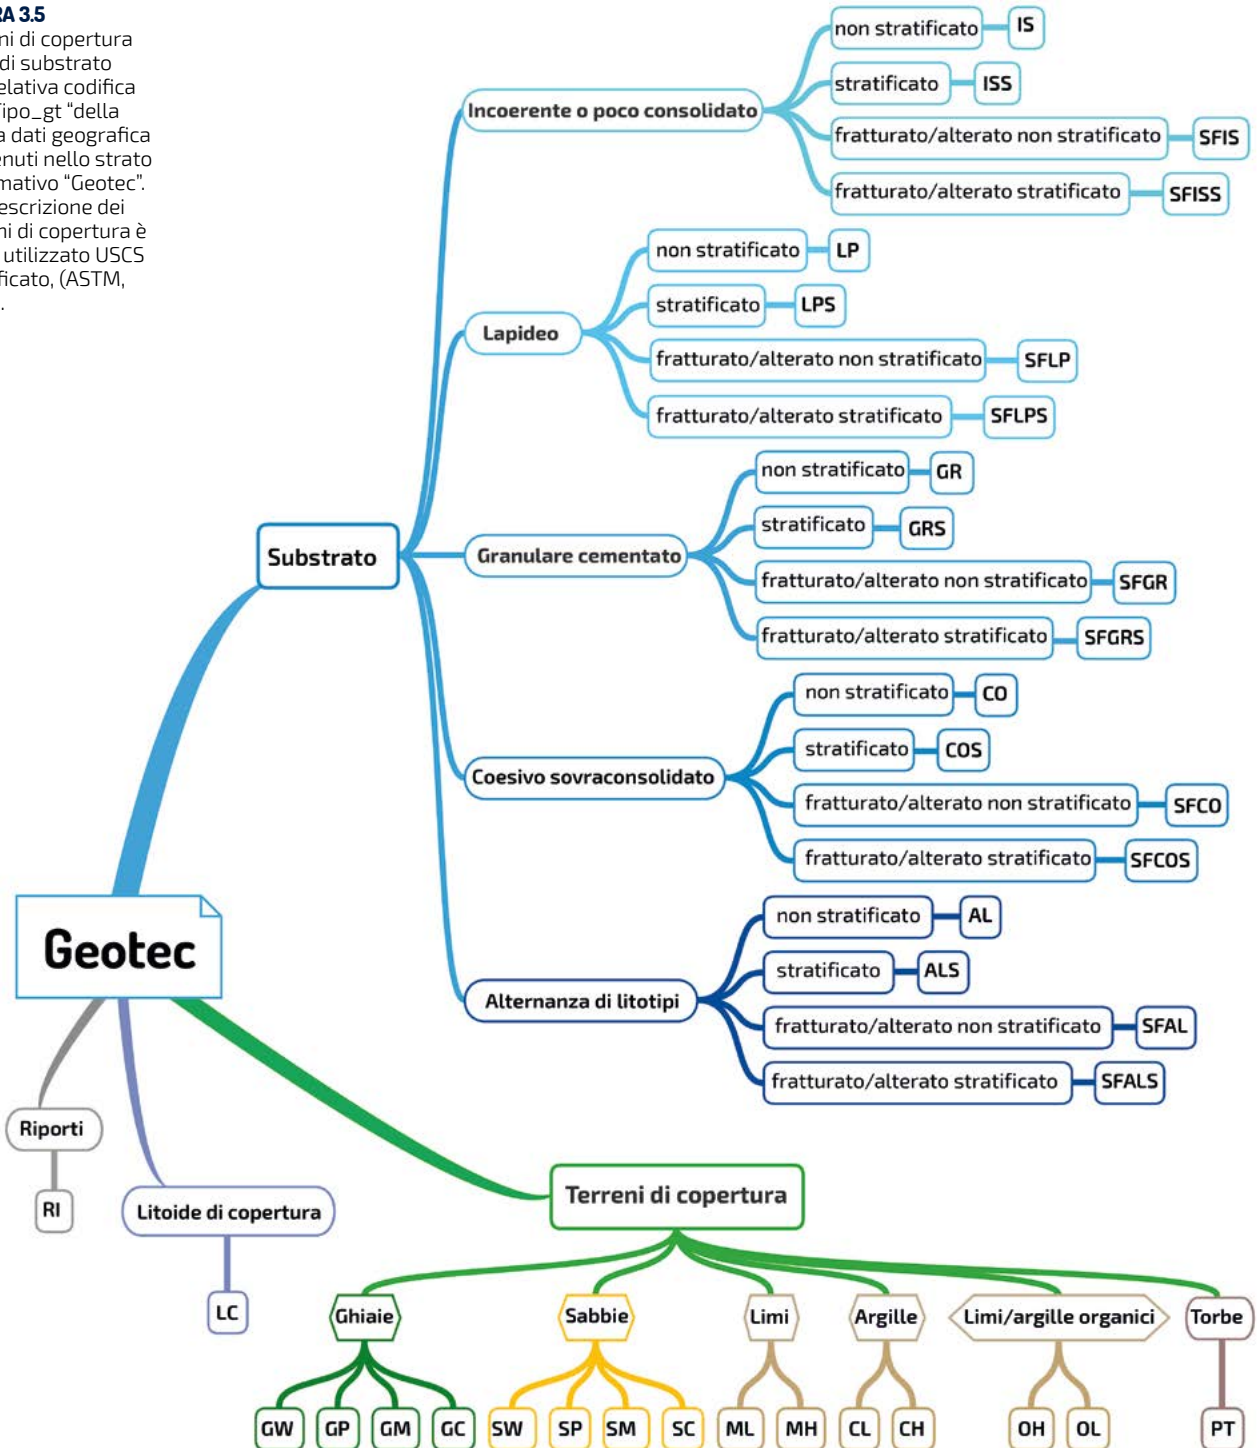 RA 3.5
ni di copertura
di substrato
elativa codifica
Tipo_gt “della
a dati geografica
enuti nello strato
mativo “Geotec”.
escrizione dei
ni di copertura è
utilizzato USCS
ficato, (ASTM,
.
Incoerente o poco consolidato
non stratificato IS
stratificato ISS
fratturato/alterato non stratificato SFIS
fratturato/alterato stratificato SFISS
Lapideo
non stratificato LP
stratificato LPS
fratturato/alterato non stratificato SFLP
fratturato/alterato stratificato SFLPS
Substrato
Granulare cementato
non stratificato GR
stratificato GRS
fratturato/alterato non stratificato SFGR
fratturato/alterato stratificato SFGRS
Coesivo sovraconsolidato
non stratificato CO
stratificato COS
fratturato/alterato non stratificato SFCO
fratturato/alterato stratificato SFCOS
Geotec
Alternanza di litotipi
non stratificato AL
stratificato ALS
fratturato/alterato non stratificato SFAL
fratturato/alterato stratificato SFALS
Riporti
RI
Litoide di copertura
LC
Terreni di copertura
Ghiaie Sabbie Limi Argille Limi/argille organici Torbe
GW GP GM GC SW SP SM SC ML MH CL CH OH OL PT